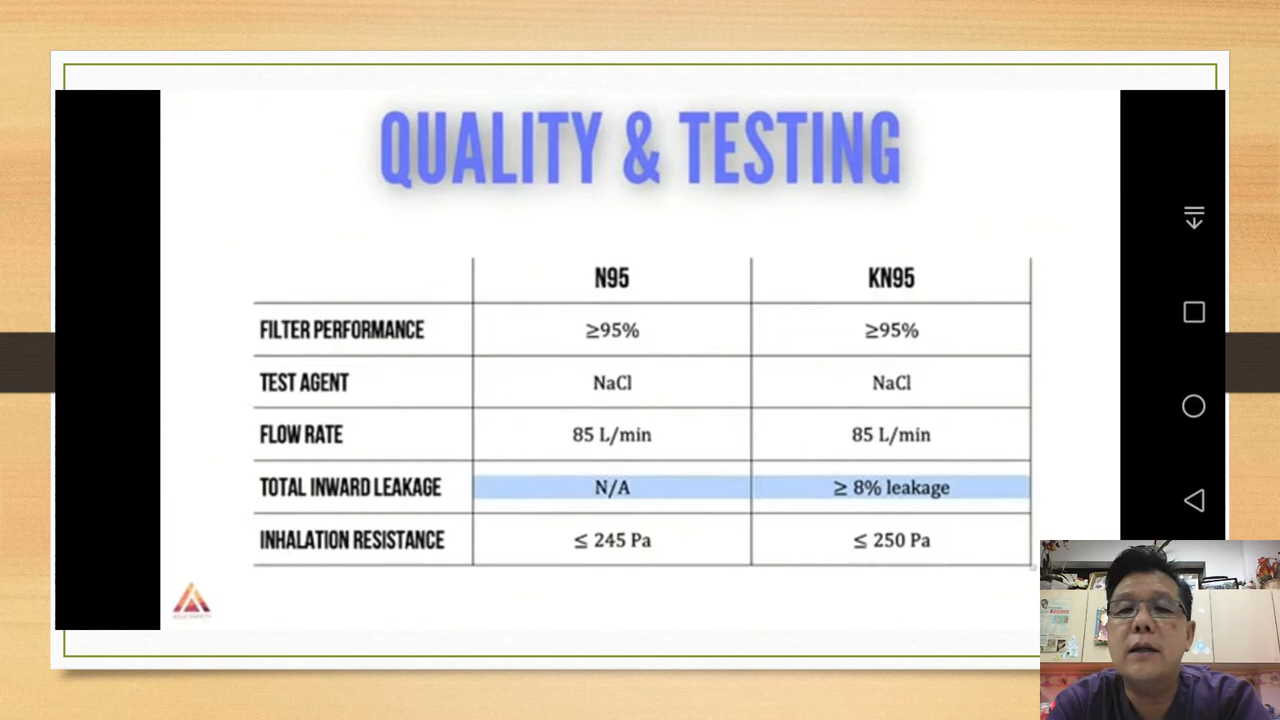 QUALITY & TESTING
N95 KN95
FILTER PERFORMANCE ≥95% ≥95%
TEST AGENT NaCl NaCl
FLOW RATE 85 L/min 85 L/min
TOTAL INWARD LEAKAGE N/A ≥ 8% leakage
INHALATION RESISTANCE ≤ 245 Pa ≤ 250 Pa